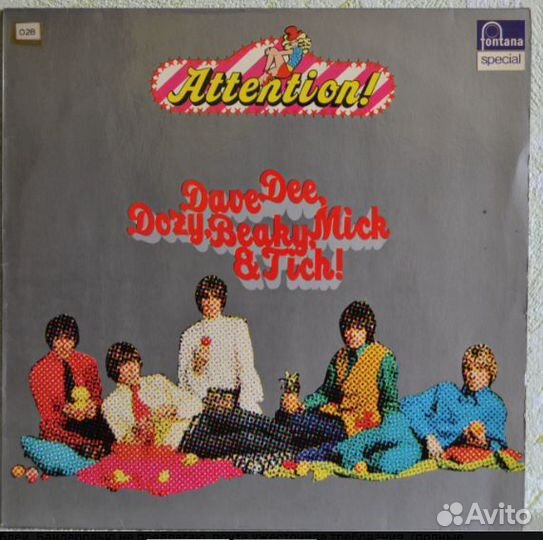 028
fontana
special
Attention!
Dave Dee,
Dozy, Beaky, Mick
& Tich!
Avito